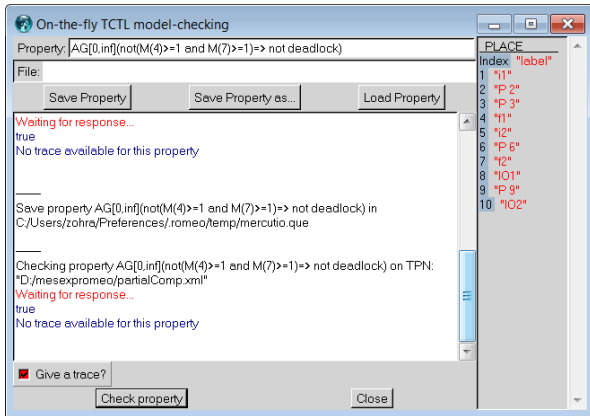 On-the-fly TCTL model-checking
Property: AG[0,inf](not(M(4)>=1 and M(7)>=1)=> not deadlock)
File:
Save Property Save Property as... Load Property
Waiting for response...
true
No trace available for this property
____
Save property AG[0,inf](not(M(4)>=1 and M(7)>=1)=> not deadlock) in
C:/Users/zohra/Preferences/.romeo/temp/mercutio.que
____
Checking property AG[0,inf](not(M(4)>=1 and M(7)>=1)=> not deadlock) on TPN:
"D:/mesexpromeo/partialComp.xml"
Waiting for response...
true
No trace available for this property
Give a trace?
Check property Close
PLACE
Index "label"
1 "i1"
2 "P 2"
3 "P 3"
4 "f1"
5 "i2"
6 "P 6"
7 "f2"
8 "IO1"
9 "P 9"
10 "IO2"